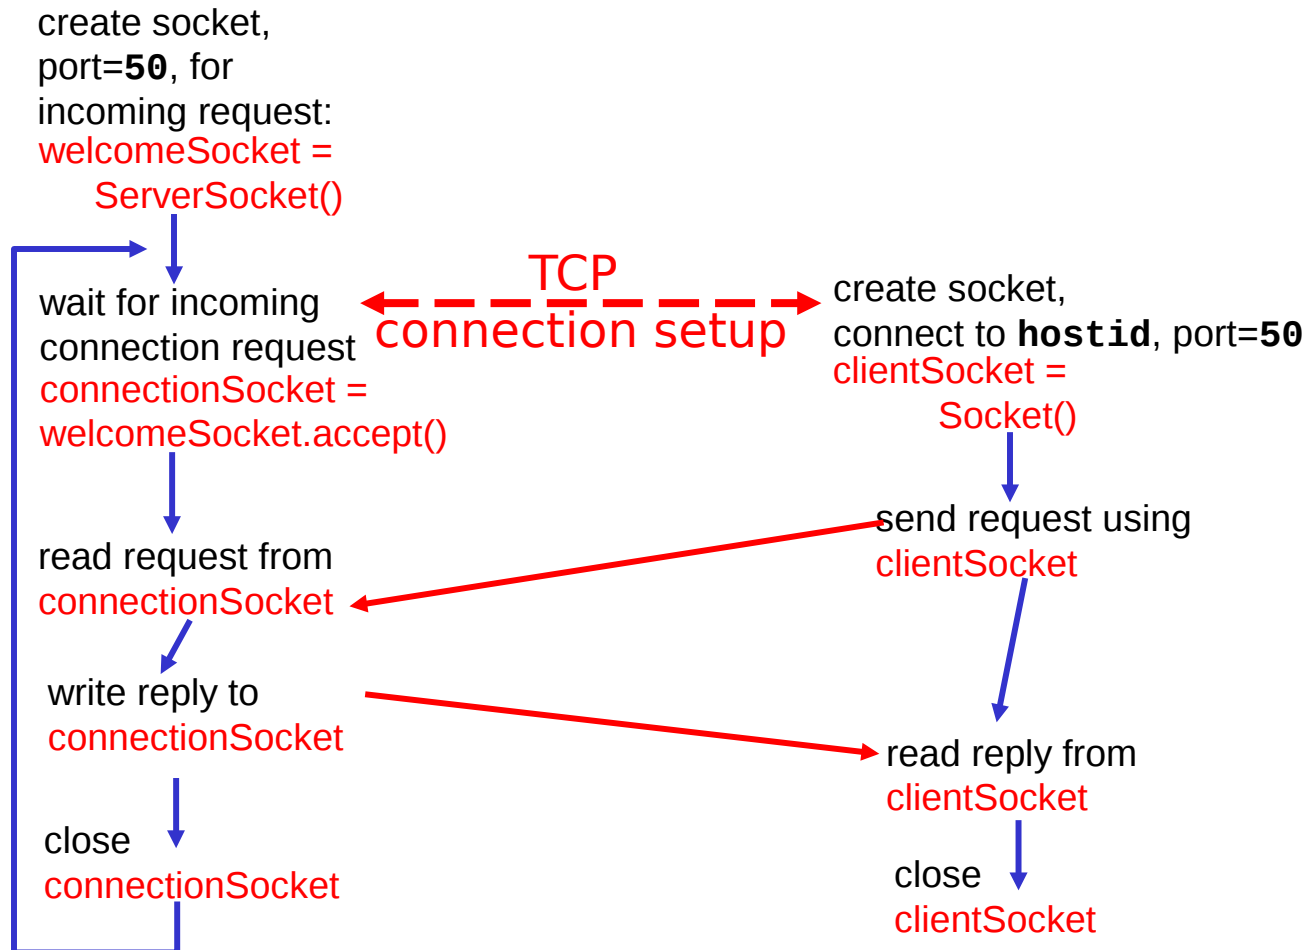 create socket,
port=50, for
incoming request:
welcomeSocket =
ServerSocket()
wait for incoming
connection request
connectionSocket =
welcomeSocket.accept()
TCP
connection setup
create socket,
connect to hostid, port=50
clientSocket =
Socket()
send request using
clientSocket
read request from
connectionSocket
write reply to
connectionSocket
read reply from
clientSocket
close
connectionSocket
close
clientSocket